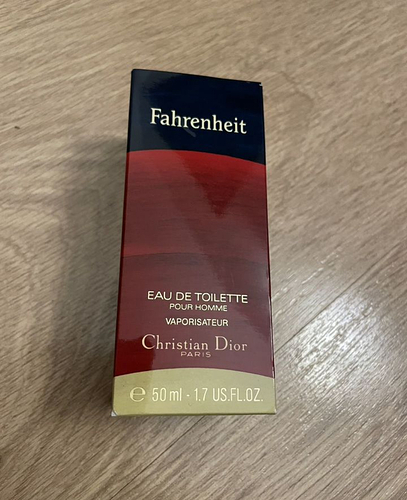 Fahrenheit
EAU DE TOILETTE
POUR HOMME
VAPORISATEUR
Christian Dior
PARIS
℮ 50 ml - 1.7 US.FL.OZ.